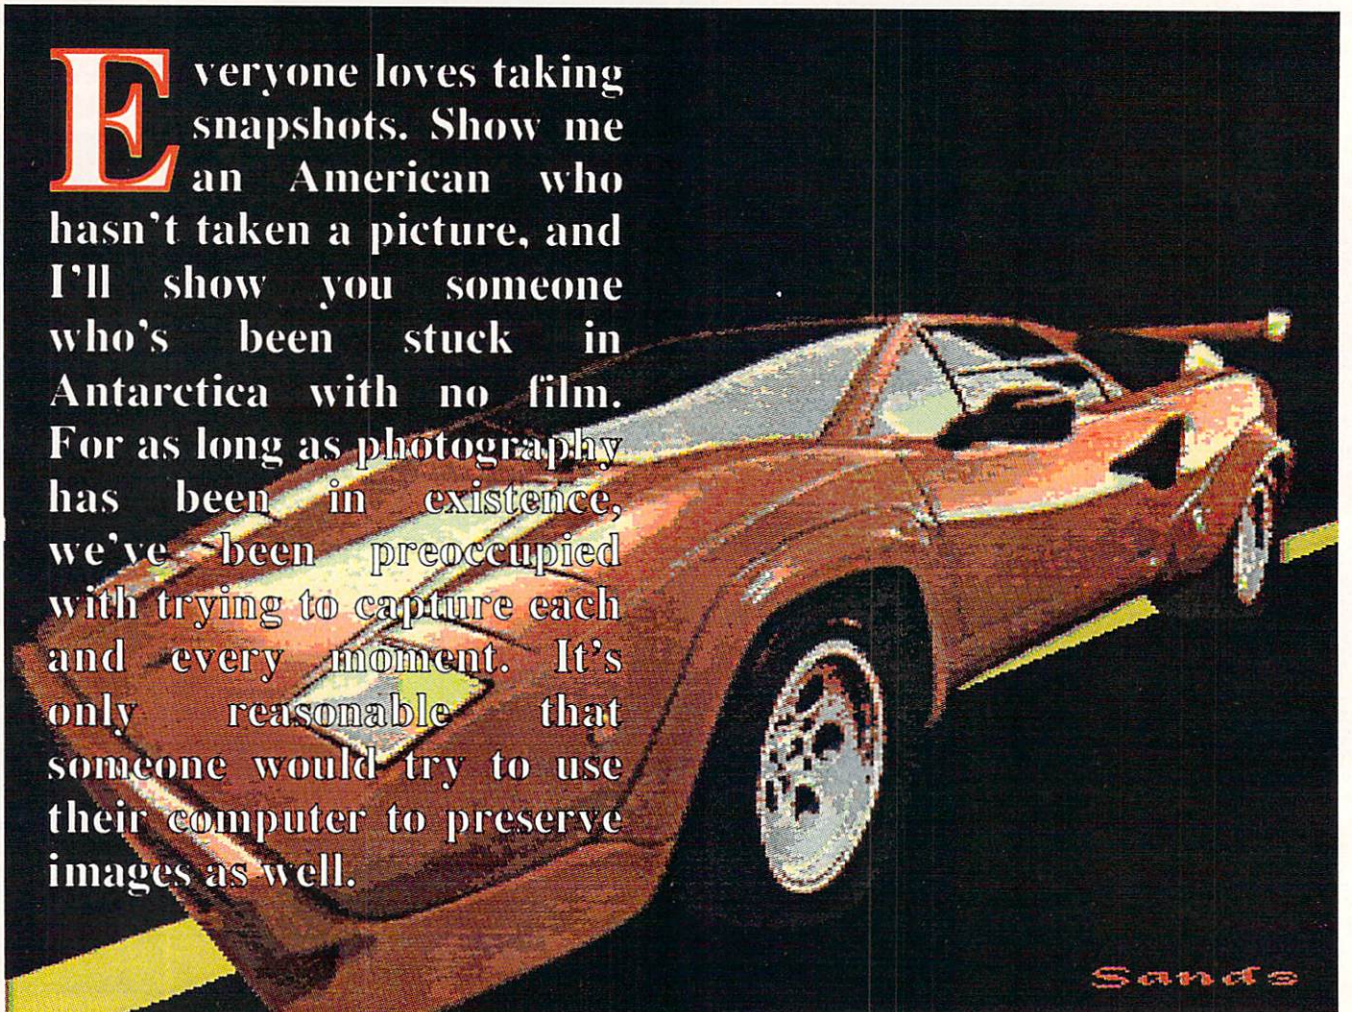 Everyone loves taking
snapshots. Show me
an American who
hasn't taken a picture, and
I'll show you someone
who's been stuck in
Antarctica with no film.
For as long as photography
has been in existence,
we've been preoccupied
with trying to capture each
and every moment. It's
only reasonable that
someone would try to use
their computer to preserve
images as well.
Sands